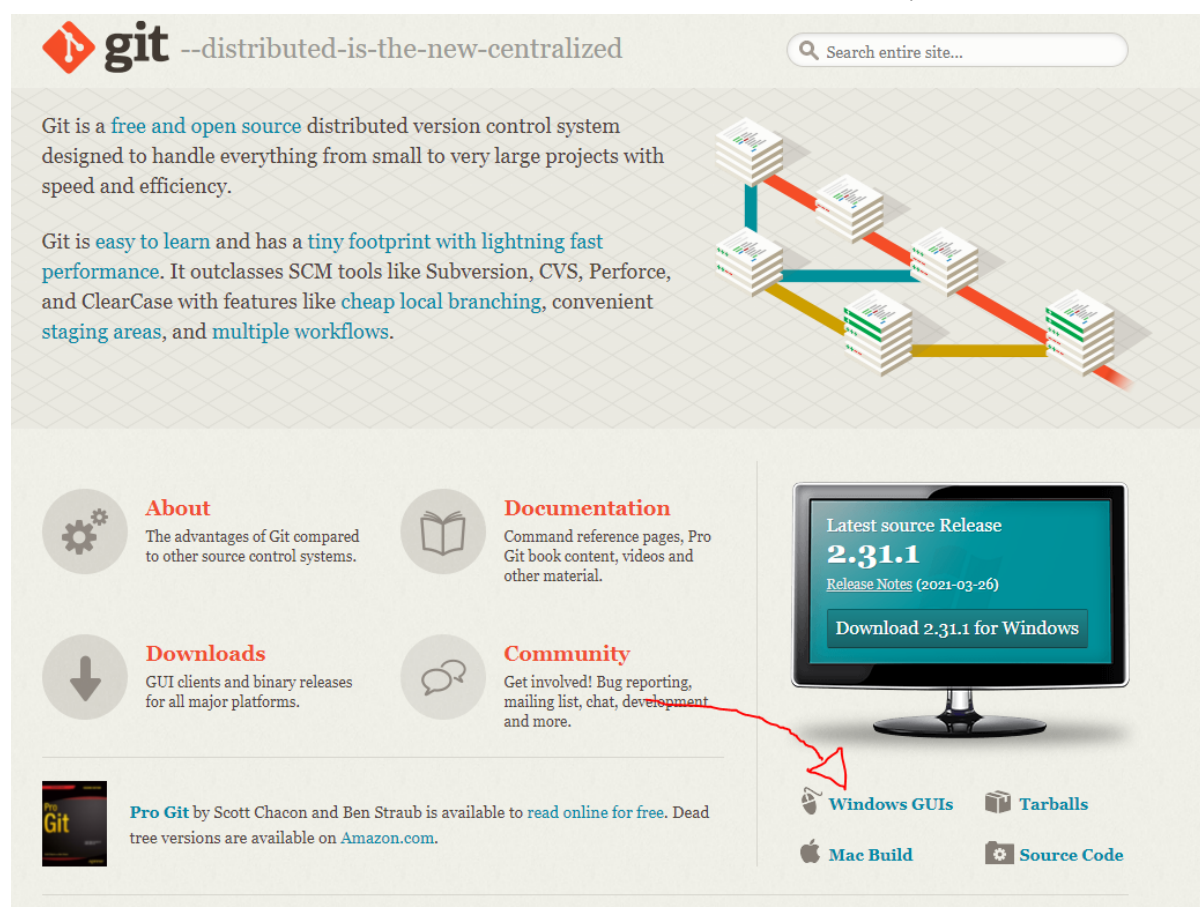 git --distributed-is-the-new-centralized
Search entire site...
Git is a free and open source distributed version control system
designed to handle everything from small to very large projects with
speed and efficiency.
Git is easy to learn and has a tiny footprint with lightning fast
performance. It outclasses SCM tools like Subversion, CVS, Perforce,
and ClearCase with features like cheap local branching, convenient
staging areas, and multiple workflows.
About
The advantages of Git compared
to other source control systems.
Documentation
Command reference pages, Pro
Git book content, videos and
other material.
Downloads
GUI clients and binary releases
for all major platforms.
Community
Get involved! Bug reporting,
mailing list, chat, development
and more.
Pro
Git
Pro Git by Scott Chacon and Ben Straub is available to read online for free. Dead
tree versions are available on Amazon.com.
Latest source Release
2.31.1
Release Notes (2021-03-26)
Download 2.31.1 for Windows
Windows GUIs
Tarballs
Mac Build
Source Code